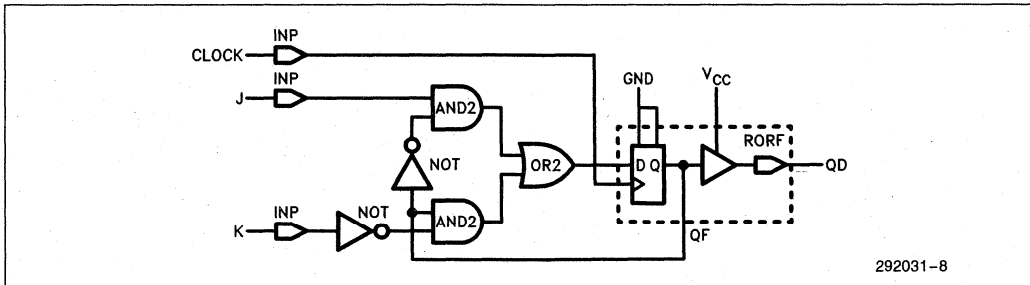 CLOCK INP
J INP
AND2
NOT
OR2
GND
VCC
D Q
RORF
QD
K INP
NOT
AND2
QF
292031-8